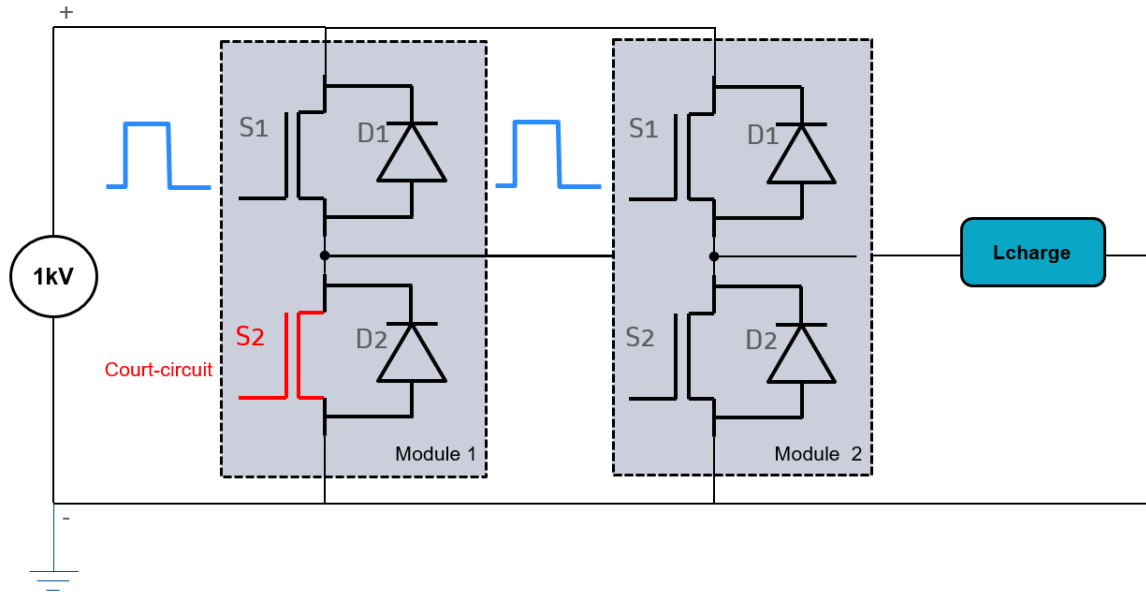 +
S1
D1
S1
D1
1kV
Lcharge
S2
D2
S2
D2
Court-circuit
Module 1
Module 2
-